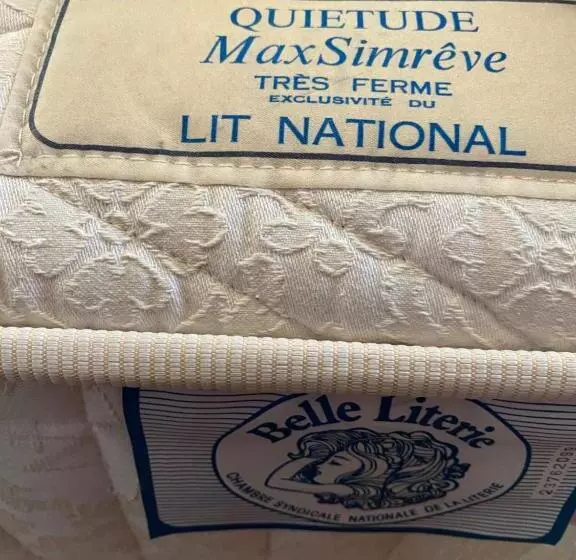 QUIETUDE
MaxSimrêve
TRÈS FERME
EXCLUSIVITÉ DU
LIT NATIONAL
Belle Literie
CHAMBRE SYNDICALE NATIONALE DE LA LITERIE